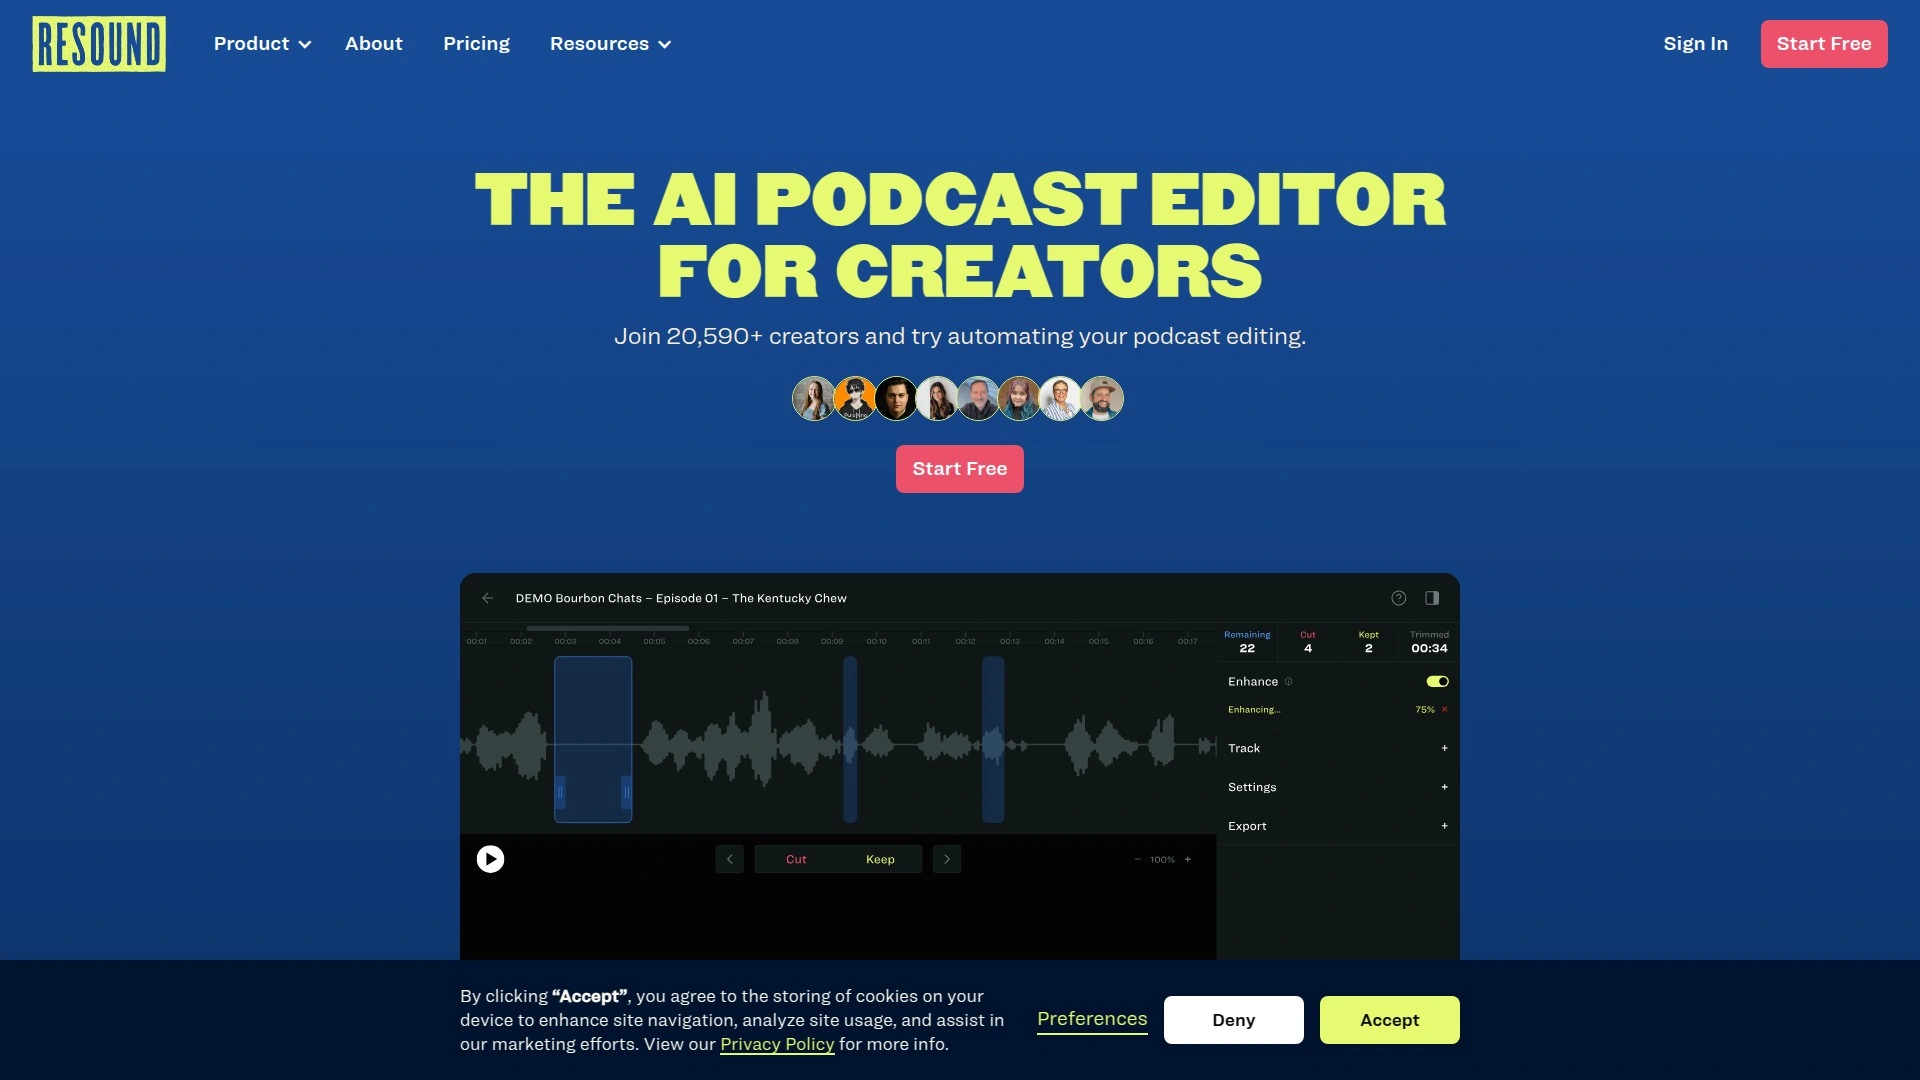 RESOUND
Product
About
Pricing
Resources
Sign In
Start Free
THE AI PODCAST EDITOR
FOR CREATORS
Join 20,590+ creators and try automating your podcast editing.
Start Free
DEMO Bourbon Chats – Episode 01 – The Kentucky Chew
00:01 00:02 00:03 00:04 00:05 00:06 00:07 00:08 00:09 00:10 00:11 00:12 00:13 00:14 00:15 00:16 00:17
Remaining Cut Kept Trimmed
22 4 2 00:34
Enhance
Enhancing... 75% ×
Track +
Settings +
Export +
Cut Keep
− 100% +
By clicking “Accept”, you agree to the storing of cookies on your
device to enhance site navigation, analyze site usage, and assist in
our marketing efforts. View our Privacy Policy for more info.
Preferences
Deny
Accept